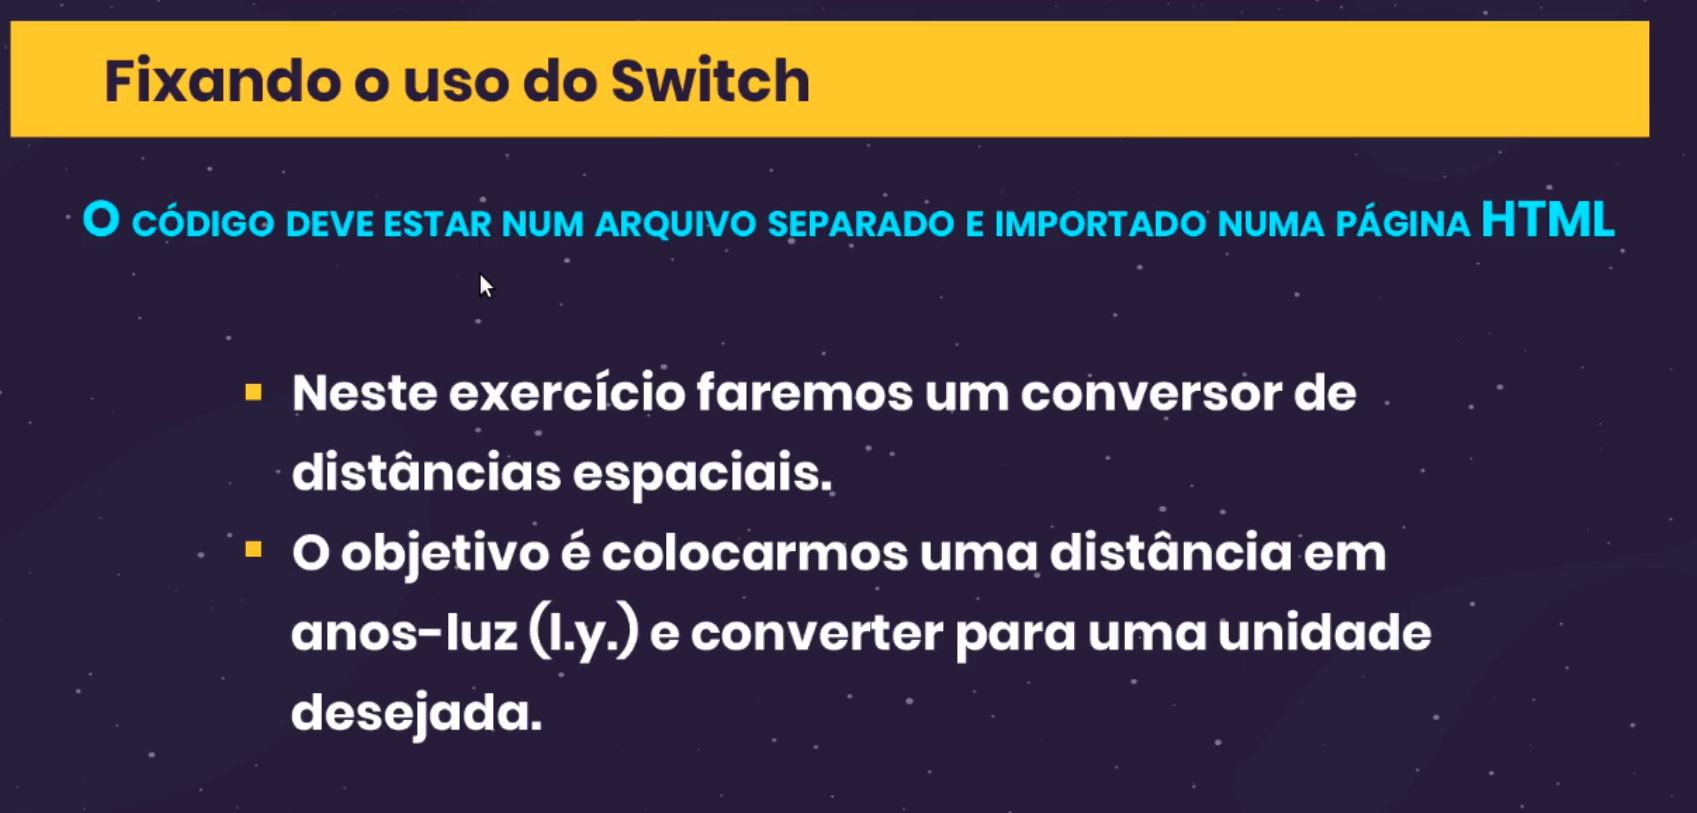 Fixando o uso do Switch
O CÓDIGO DEVE ESTAR NUM ARQUIVO SEPARADO E IMPORTADO NUMA PÁGINA HTML
Neste exercício faremos um conversor de
distâncias espaciais.
O objetivo é colocarmos uma distância em
anos-luz (l.y.) e converter para uma unidade
desejada.